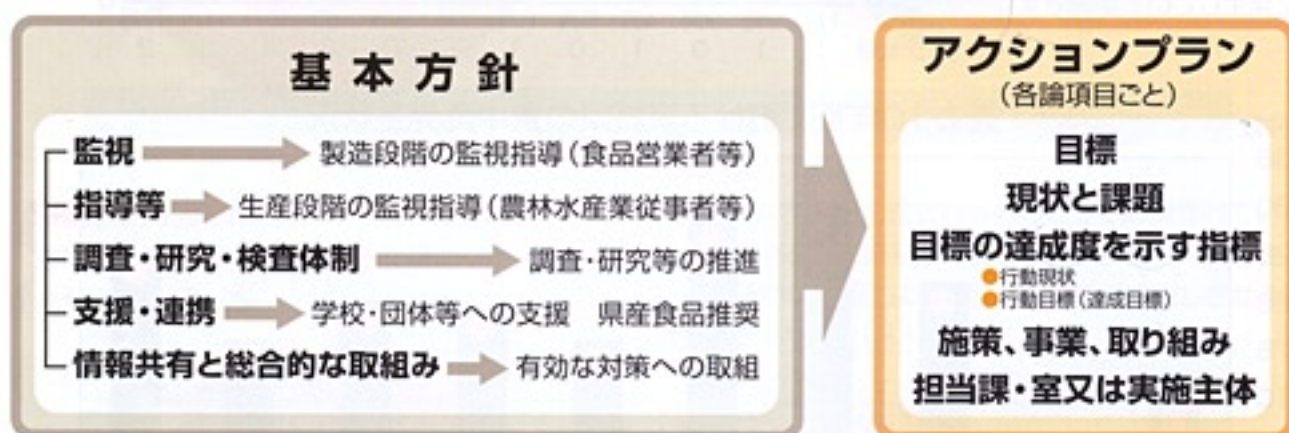 基本方針
監視 製造段階の監視指導(食品営業者等)
指導等 生産段階の監視指導(農林水産業従事者等)
調査・研究・検査体制 調査・研究等の推進
支援・連携 学校・団体等への支援 県産食品推奨
情報共有と総合的な取組み 有効な対策への取組
アクションプラン
(各論項目ごと)
目標
現状と課題
目標の達成度を示す指標
●行動現状
●行動目標(達成目標)
施策、事業、取り組み
担当課・室又は実施主体